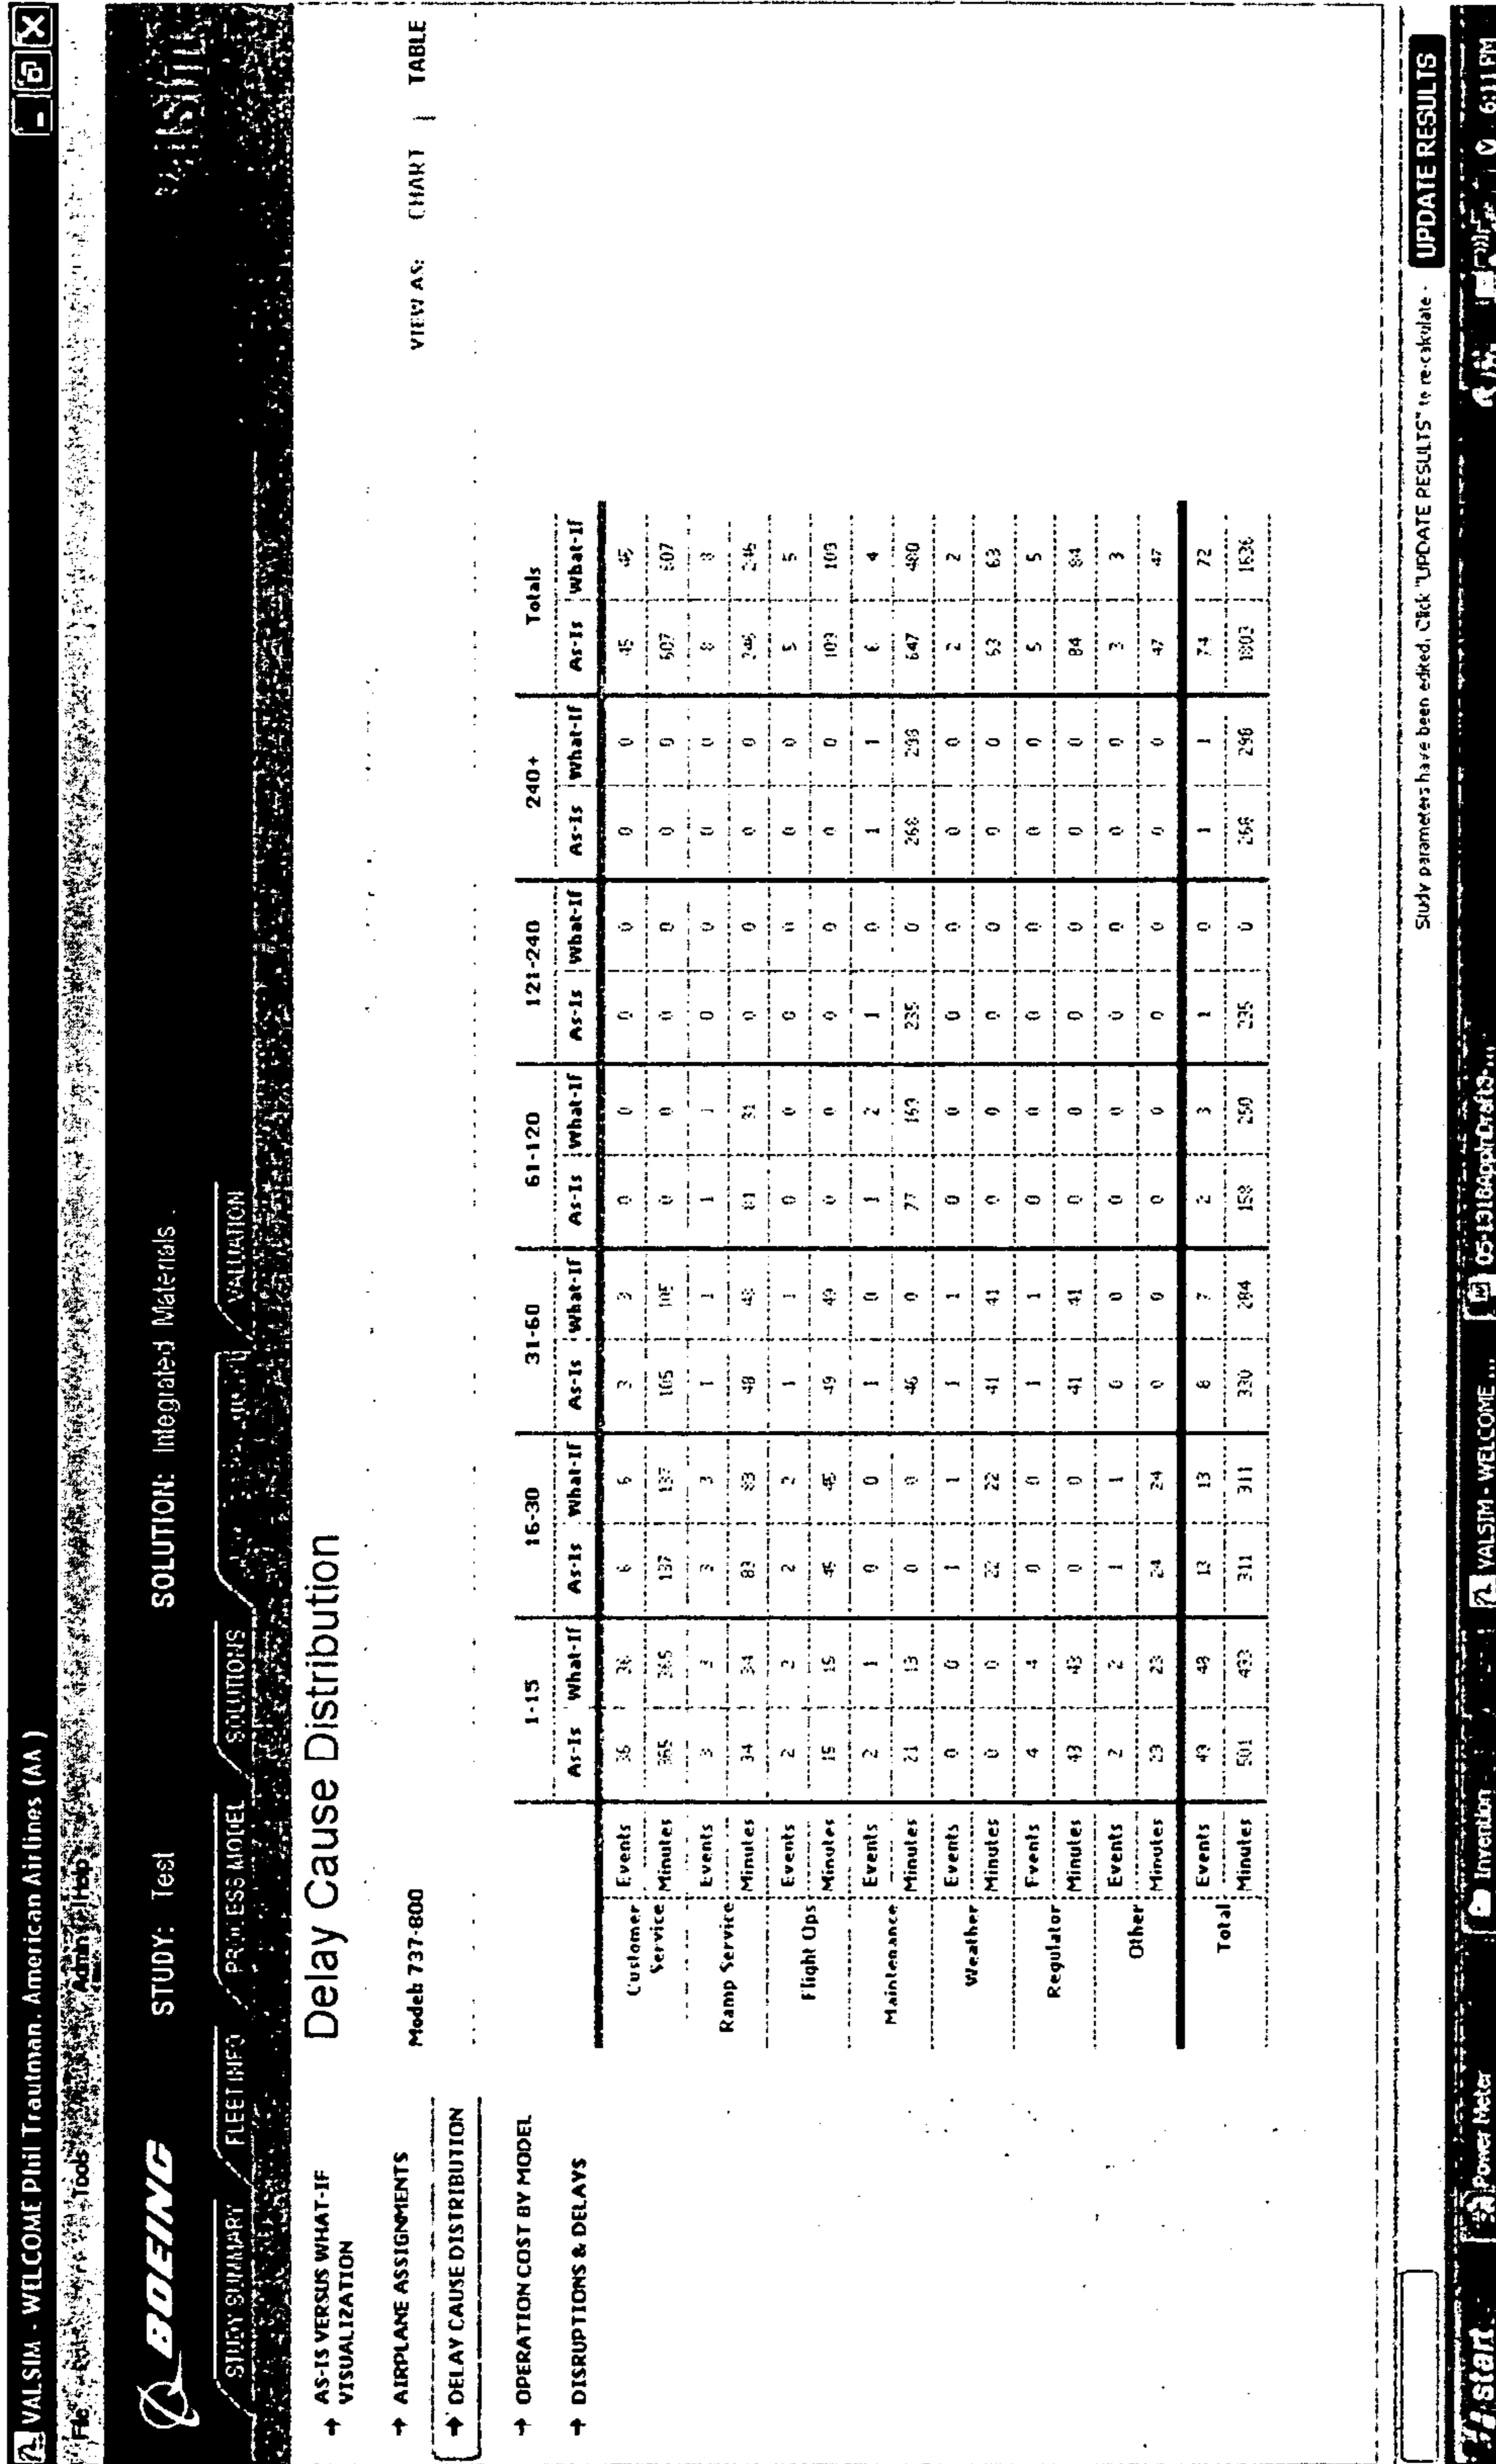 VALSIM - WELCOME Phil Trautman. American Airlines (AA )
File Tools Admin Help
BOEING STUDY: Test SOLUTION: Integrated Materials
STUDY SUMMARY FLEET INFO PROCESS MODEL SOLUTIONS VALUATION
➔ AS-IS VERSUS WHAT-IF
VISUALIZATION
➔ AIRPLANE ASSIGNMENTS
➔ DELAY CAUSE DISTRIBUTION
➔ OPERATION COST BY MODEL
➔ DISRUPTIONS & DELAYS
Delay Cause Distribution
Model: 737-800 VIEW AS: CHART | TABLE
1-15 16-30 31-60 61-120 121-240 240+ Totals
As-Is What-If As-Is What-If As-Is What-If As-Is What-If As-Is What-If As-Is What-If As-Is What-If
Customer Service Events 36 36 6 6 3 3 0 0 0 0 0 0 45 45
Minutes 365 365 137 137 105 105 0 0 0 0 0 0 607 607
Ramp Service Events 3 3 3 3 1 1 1 1 0 0 0 0 8 8
Minutes 34 34 83 83 48 48 81 0 0 0 0 246 246
Flight Ops Events 2 2 2 2 1 1 0 0 0 0 0 0 5 5
Minutes 15 15 45 45 49 49 0 0 0 0 0 0 109 109
Maintenance Events 2 1 0 0 1 0 1 2 1 0 1 1 6 4
Minutes 21 13 0 0 46 0 77 169 235 0 268 298 647 480
Weather Events 0 0 1 1 1 1 0 0 0 0 0 0 2 2
Minutes 0 0 22 22 41 41 0 0 0 0 0 0 63 63
Regulator Events 4 4 0 0 1 1 0 0 0 0 0 0 5 5
Minutes 43 43 0 0 41 41 0 0 0 0 0 0 84 84
Other Events 2 2 1 1 0 0 0 0 0 0 0 0 3 3
Minutes 23 23 24 24 0 0 0 0 0 0 0 0 47 47
Total Events 49 48 13 13 8 7 2 3 1 0 1 1 74 72
Minutes 501 493 311 311 330 284 158 250 235 0 268 298 1803 1636
Study parameters have been edited. Click "UPDATE RESULTS" to re-calculate - UPDATE RESULTS
start Power Meter Invention VALSIM - WELCOME ... 6:11 PM